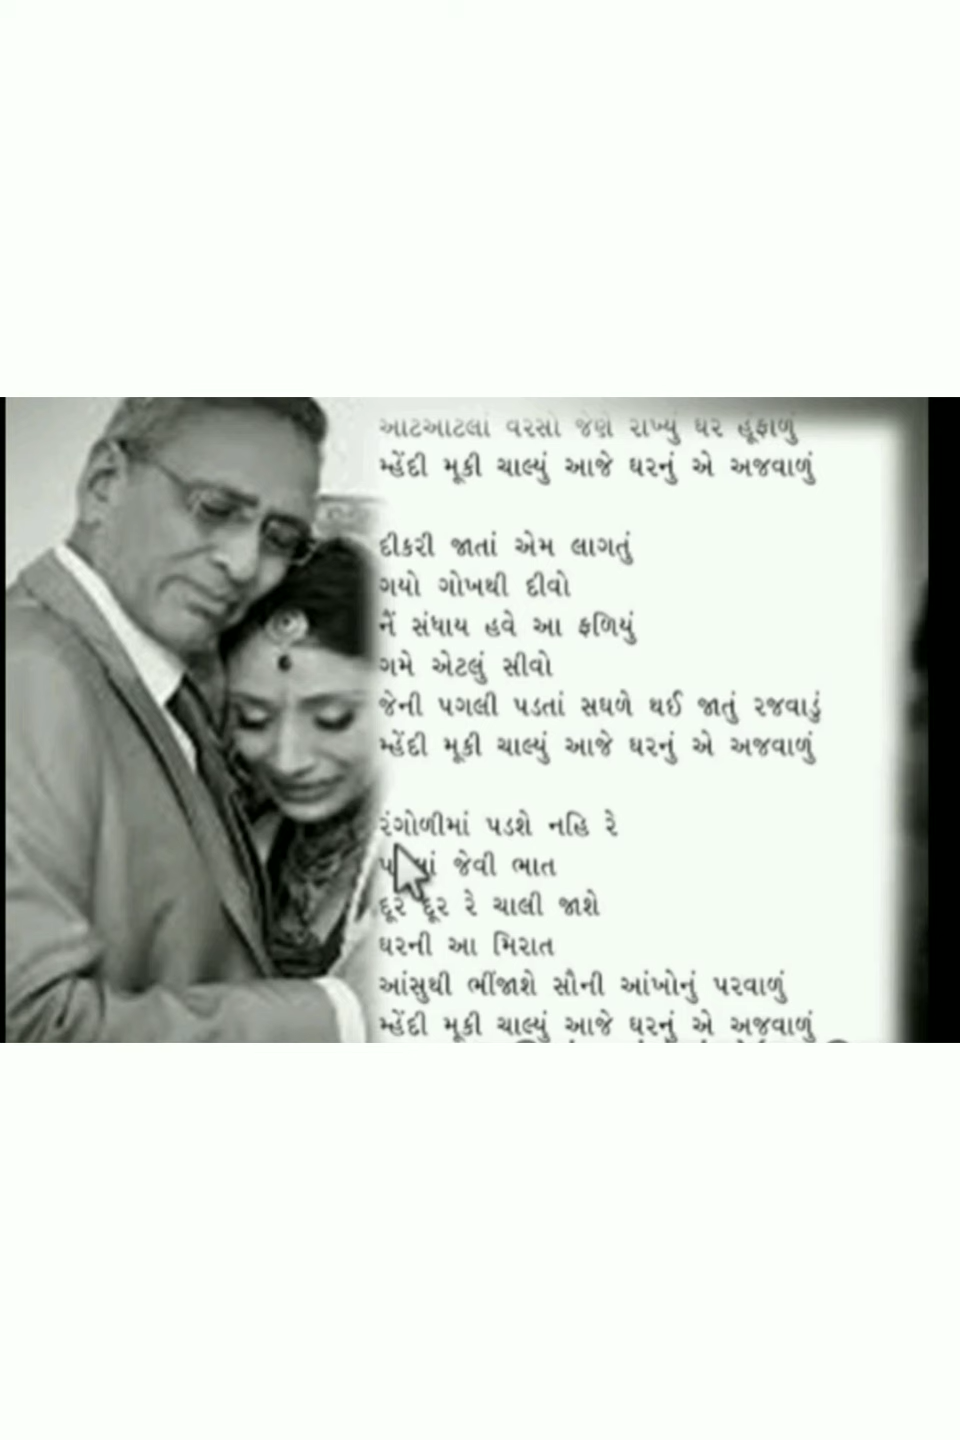 આટઆટલાં વરસો જેણે રાખ્યું ઘર હૂંફાળું
મ્હેંદી મૂકી ચાલ્યું આજે ઘરનું એ અજવાળું
દીકરી જાતાં એમ લાગતું
ગયો ગોખથી દીવો
નૈં સંધાય હવે આ ફળિયું
ગમે એટલું સીવો
જેની પગલી પડતાં સઘળે થઈ જાતું રજવાડું
મ્હેંદી મૂકી ચાલ્યું આજે ઘરનું એ અજવાળું
રંગોળીમાં પડશે નહિ રે
જેવી ભાત
દૂર દૂર રે ચાલી જાશે
ઘરની આ મિરાત
આંસુથી ભીંજાશે સૌની આંખોનું પરવાળું
મ્હેંદી મૂકી ચાલ્યું આજે ઘરનું એ અજવાળું